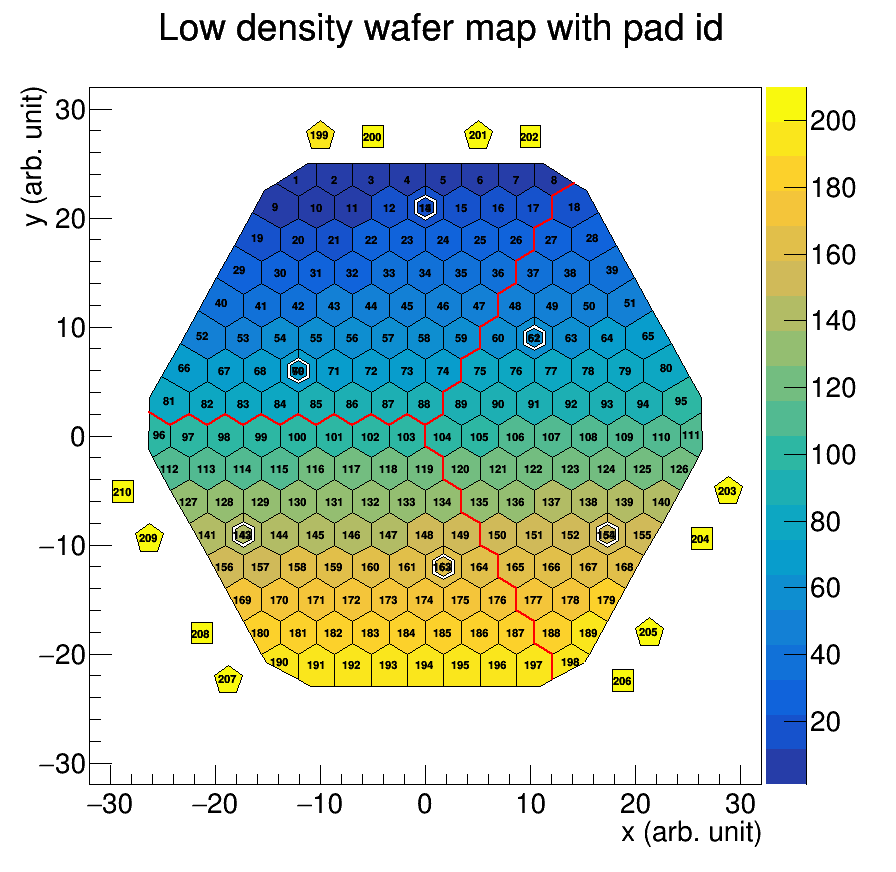 Low density wafer map with pad id
y (arb. unit)
30
20
10
0
−10
−20
−30
199 200 201 202
1 2 3 4 5 6 7 8
9 10 11 12 15 16 17 18
19 20 21 22 23 24 25 26 27 28
29 30 31 32 33 34 35 36 37 38 39
40 41 42 43 44 45 46 47 48 49 50 51
52 53 54 55 56 57 58 59 60 62 63 64 65
66 67 68 71 72 73 74 75 76 77 78 79 80
81 82 83 84 85 86 87 88 89 90 91 92 93 94 95
96 97 98 99 100 101 102 103 104 105 106 107 108 109 110 111
112 113 114 115 116 117 118 119 120 121 122 123 124 125 126
127 128 129 130 131 132 133 134 135 136 137 138 139 140
141 144 145 146 147 148 149 150 151 152 155
156 157 158 159 160 161 163 164 165 166 167 168
169 170 171 172 173 174 175 176 177 178 179
180 181 182 183 184 185 186 187 188 189
190 191 192 193 194 195 196 197 198
210
209
208
207
203
204
205
206
−30 −20 −10 0 10 20 30
x (arb. unit)
200
180
160
140
120
100
80
60
40
20